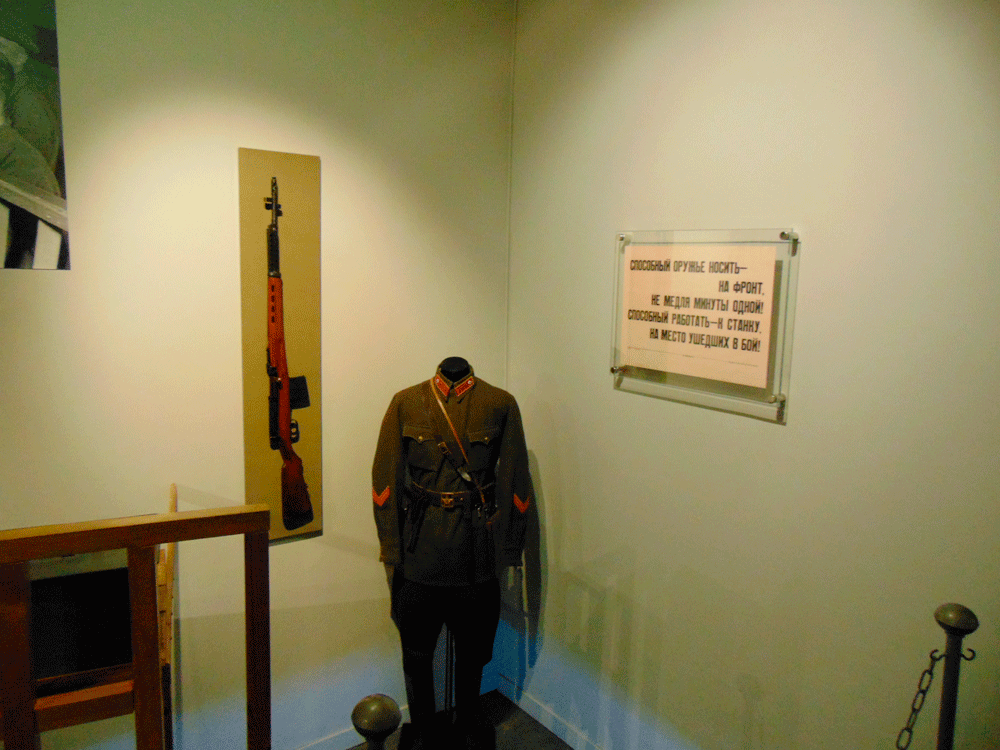 СПОСОБНЫЙ ОРУЖЬЕ НОСИТЬ—
НА ФРОНТ,
НЕ МЕДЛЯ МИНУТЫ ОДНОЙ!
СПОСОБНЫЙ РАБОТАТЬ—К СТАНКУ,
НА МЕСТО УШЕДШИХ В БОЙ!